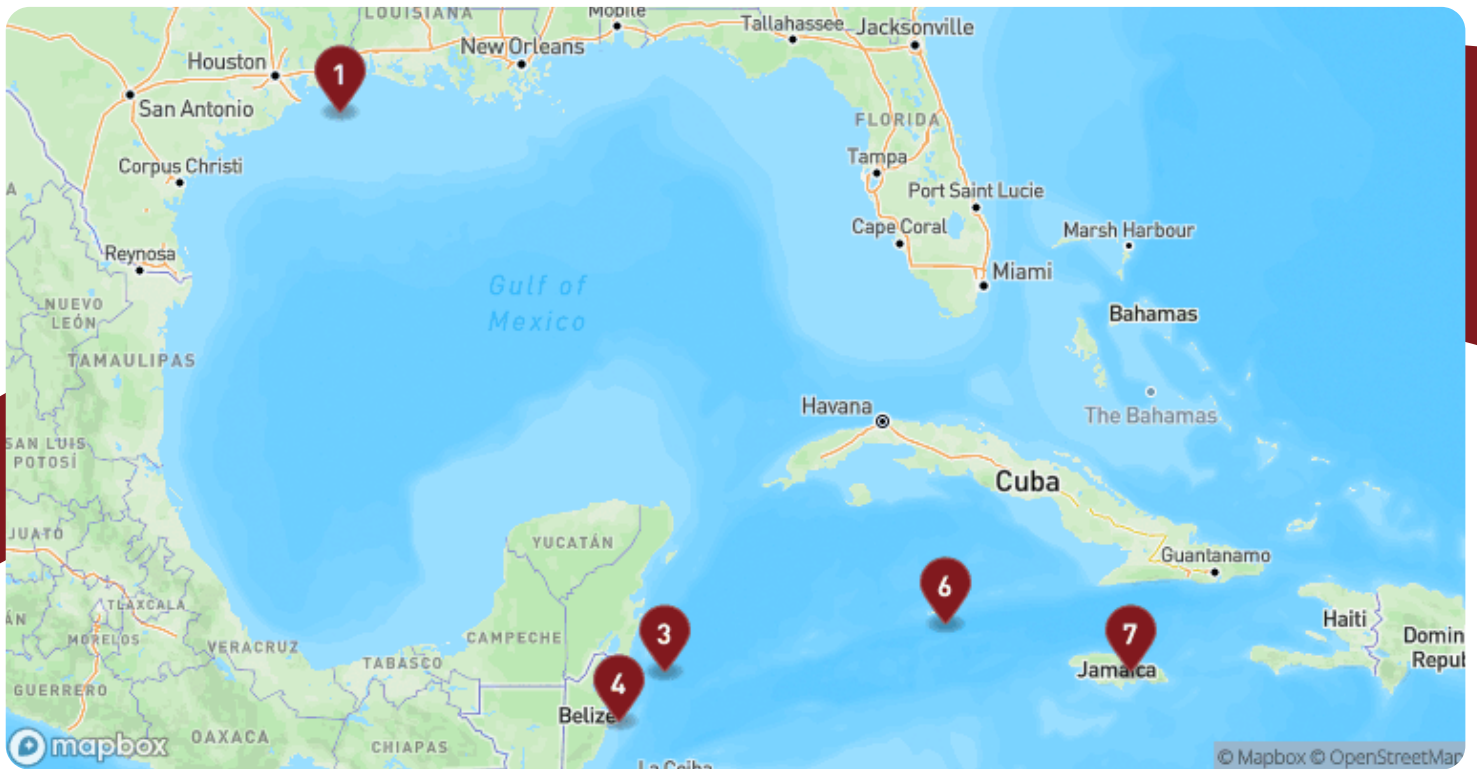 LOUISIANA
Mobile
Tallahassee
Jacksonville
New Orleans
Houston
1
San Antonio
FLORIDA
Corpus Christi
Tampa
Port Saint Lucie
Cape Coral
Marsh Harbour
Reynosa
Miami
Gulf of
Mexico
NUEVO
LEÓN
Bahamas
TAMAULIPAS
Havana
The Bahamas
SAN LUIS
POTOSÍ
Cuba
JUATO
YUCATÁN
Guantanamo
6
TLAXCALA
ÁN
MORELOS
VERACRUZ
CAMPECHE
3
7
Haiti
Domin
Repub
TABASCO
Jamaica
GUERRERO
4
Belize
OAXACA
CHIAPAS
mapbox
La Ceiba
© Mapbox © OpenStreetMap